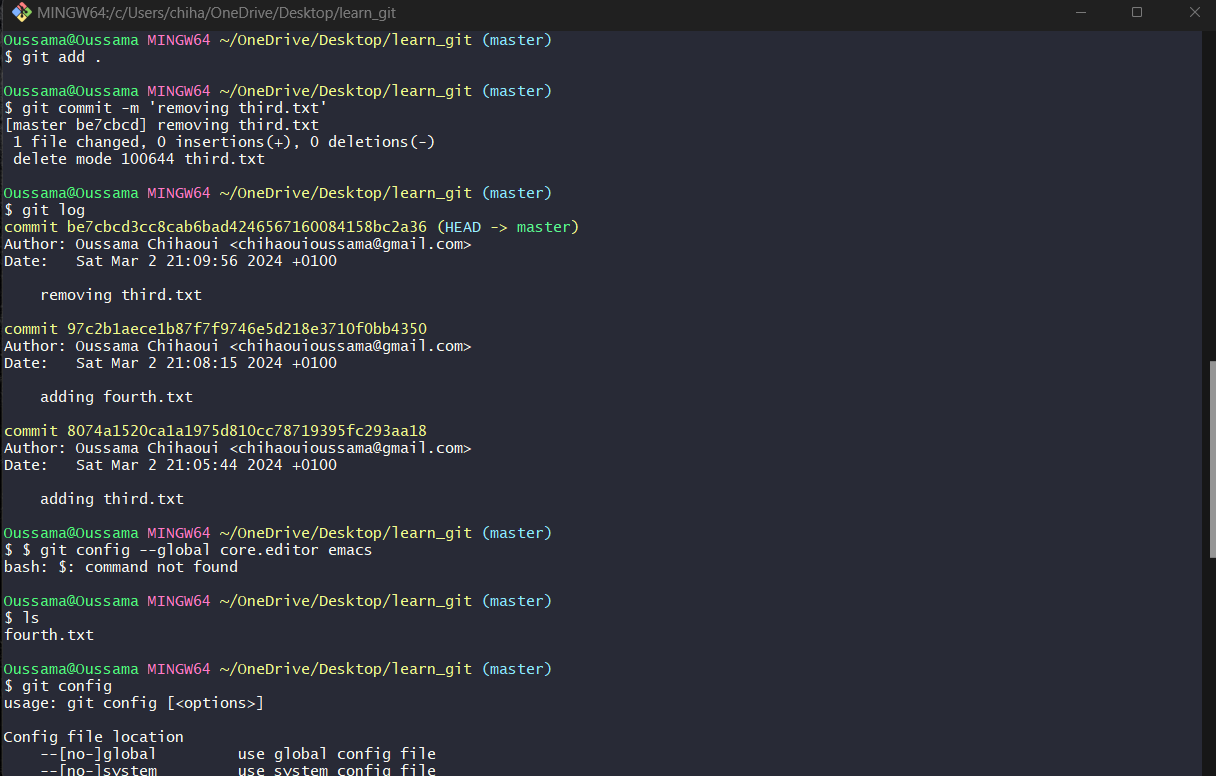 MINGW64:/c/Users/chiha/OneDrive/Desktop/learn_git
Oussama@Oussama MINGW64 ~/OneDrive/Desktop/learn_git (master)
$ git add .
Oussama@Oussama MINGW64 ~/OneDrive/Desktop/learn_git (master)
$ git commit -m 'removing third.txt'
[master be7cbcd] removing third.txt
 1 file changed, 0 insertions(+), 0 deletions(-)
 delete mode 100644 third.txt
Oussama@Oussama MINGW64 ~/OneDrive/Desktop/learn_git (master)
$ git log
commit be7cbcd3cc8cab6bad4246567160084158bc2a36 (HEAD -> master)
Author: Oussama Chihaoui <chihaouioussama@gmail.com>
Date:   Sat Mar 2 21:09:56 2024 +0100
    removing third.txt
commit 97c2b1aece1b87f7f9746e5d218e3710f0bb4350
Author: Oussama Chihaoui <chihaouioussama@gmail.com>
Date:   Sat Mar 2 21:08:15 2024 +0100
    adding fourth.txt
commit 8074a1520ca1a1975d810cc78719395fc293aa18
Author: Oussama Chihaoui <chihaouioussama@gmail.com>
Date:   Sat Mar 2 21:05:44 2024 +0100
    adding third.txt
Oussama@Oussama MINGW64 ~/OneDrive/Desktop/learn_git (master)
$ $ git config --global core.editor emacs
bash: $: command not found
Oussama@Oussama MINGW64 ~/OneDrive/Desktop/learn_git (master)
$ ls
fourth.txt
Oussama@Oussama MINGW64 ~/OneDrive/Desktop/learn_git (master)
$ git config
usage: git config [<options>]
Config file location
    --[no-]global         use global config file
    --[no-]system         use system config file